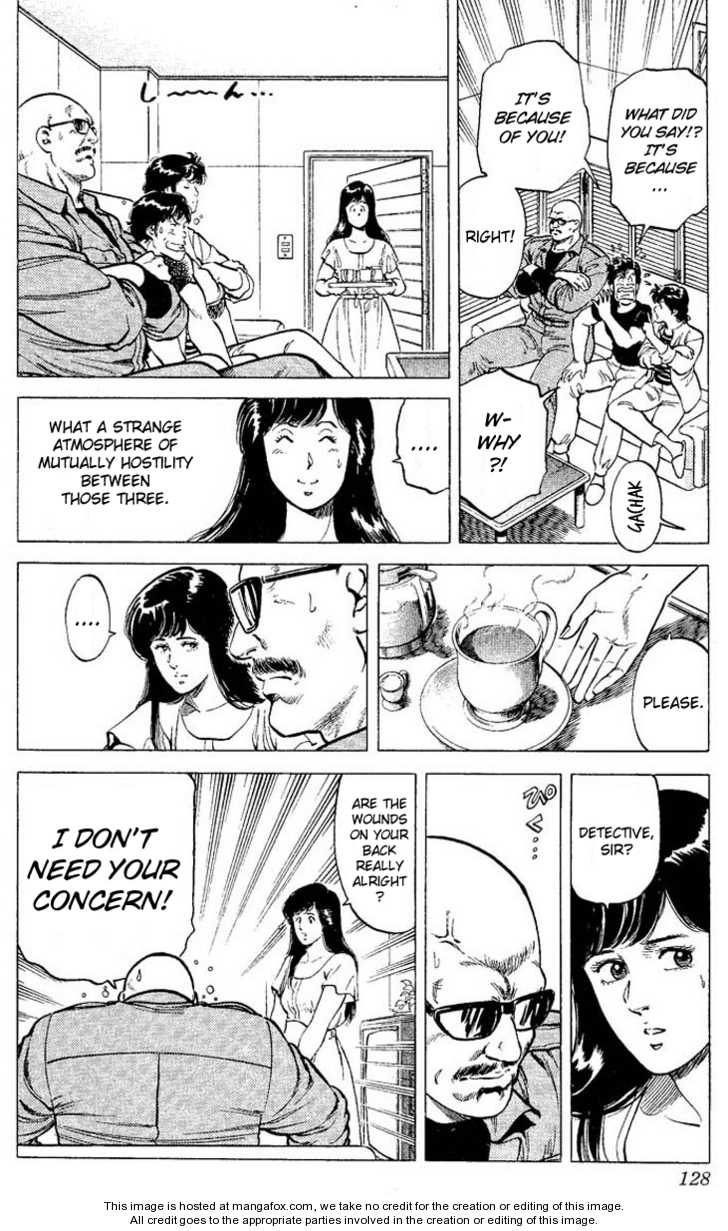 WHAT DID
YOU SAY!?
IT'S
BECAUSE
...
IT'S
BECAUSE
OF YOU!
RIGHT!
W-
WHY
?!
GACHAK
し〜〜ん…
....
WHAT A STRANGE
ATMOSPHERE OF
MUTUALLY HOSTILITY
BETWEEN
THOSE THREE.
PLEASE.
....
DETECTIVE,
SIR?
ぴく…
ARE THE
WOUNDS
ON YOUR
BACK
REALLY
ALRIGHT
?
I DON'T
NEED YOUR
CONCERN!
128
This image is hosted at mangafox.com, we take no credit for the creation or editing of this image.
All credit goes to the appropriate parties involved in the creation or editing of this image.